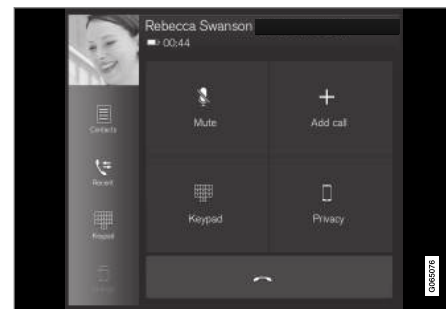 Rebecca Swanson
00:44
Contacts
Recent
Keypad
Mute
Add call
Keypad
Privacy
G065076